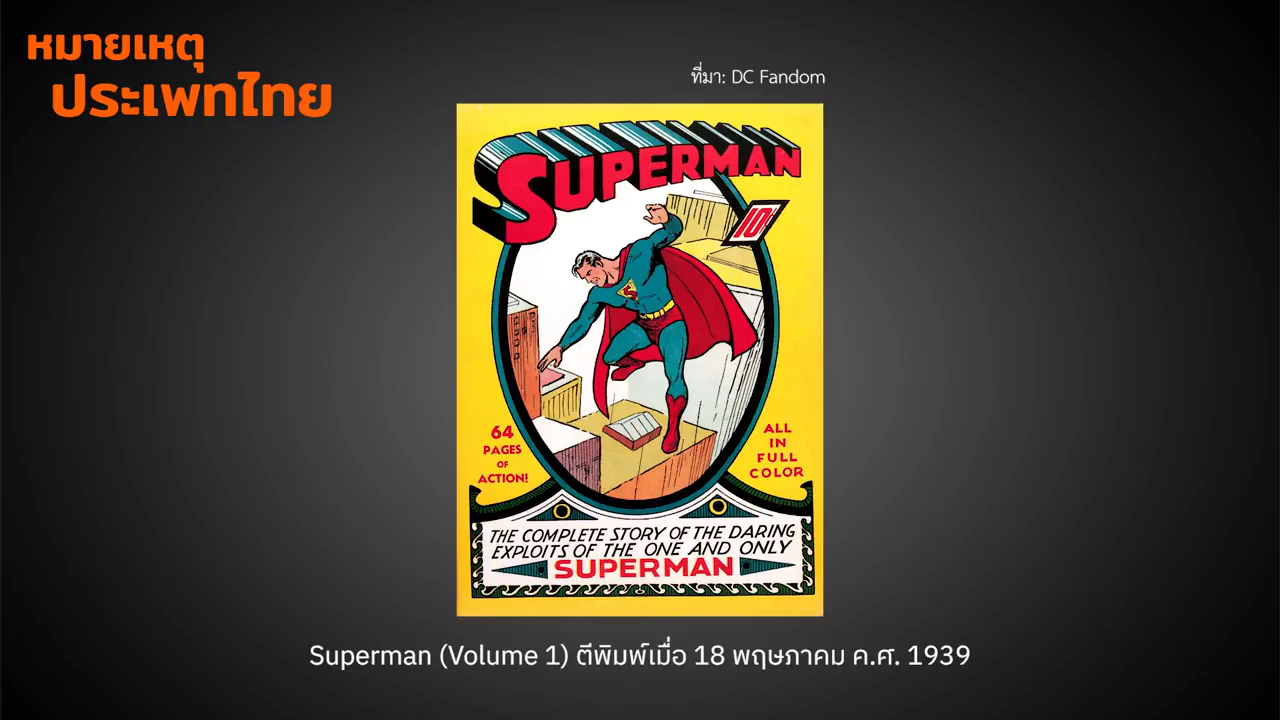 หมายเหตุ
ประเพทไทย
ที่มา: DC Fandom
SUPERMAN
10¢
64
PAGES
OF
ACTION!
ALL
IN
FULL
COLOR
THE COMPLETE STORY OF THE DARING
EXPLOITS OF THE ONE AND ONLY
SUPERMAN
Superman (Volume 1) ตีพิมพ์เมื่อ 18 พฤษภาคม ค.ศ. 1939